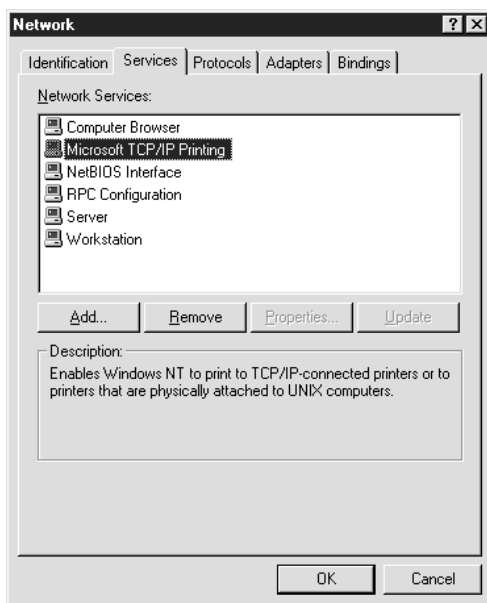 Network
Identification Services Protocols Adapters Bindings
Network Services:
Computer Browser
Microsoft TCP/IP Printing
NetBIOS Interface
RPC Configuration
Server
Workstation
Add... Remove Properties... Update
Description:
Enables Windows NT to print to TCP/IP-connected printers or to
printers that are physically attached to UNIX computers.
OK Cancel